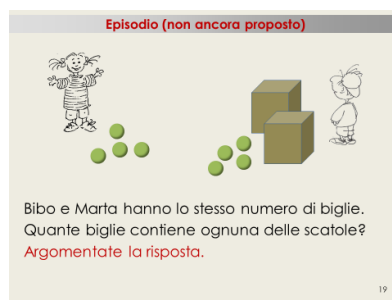 Episodio (non ancora proposto)
Bibo e Marta hanno lo stesso numero di biglie.
Quante biglie contiene ognuna delle scatole?
Argomentate la risposta.
19